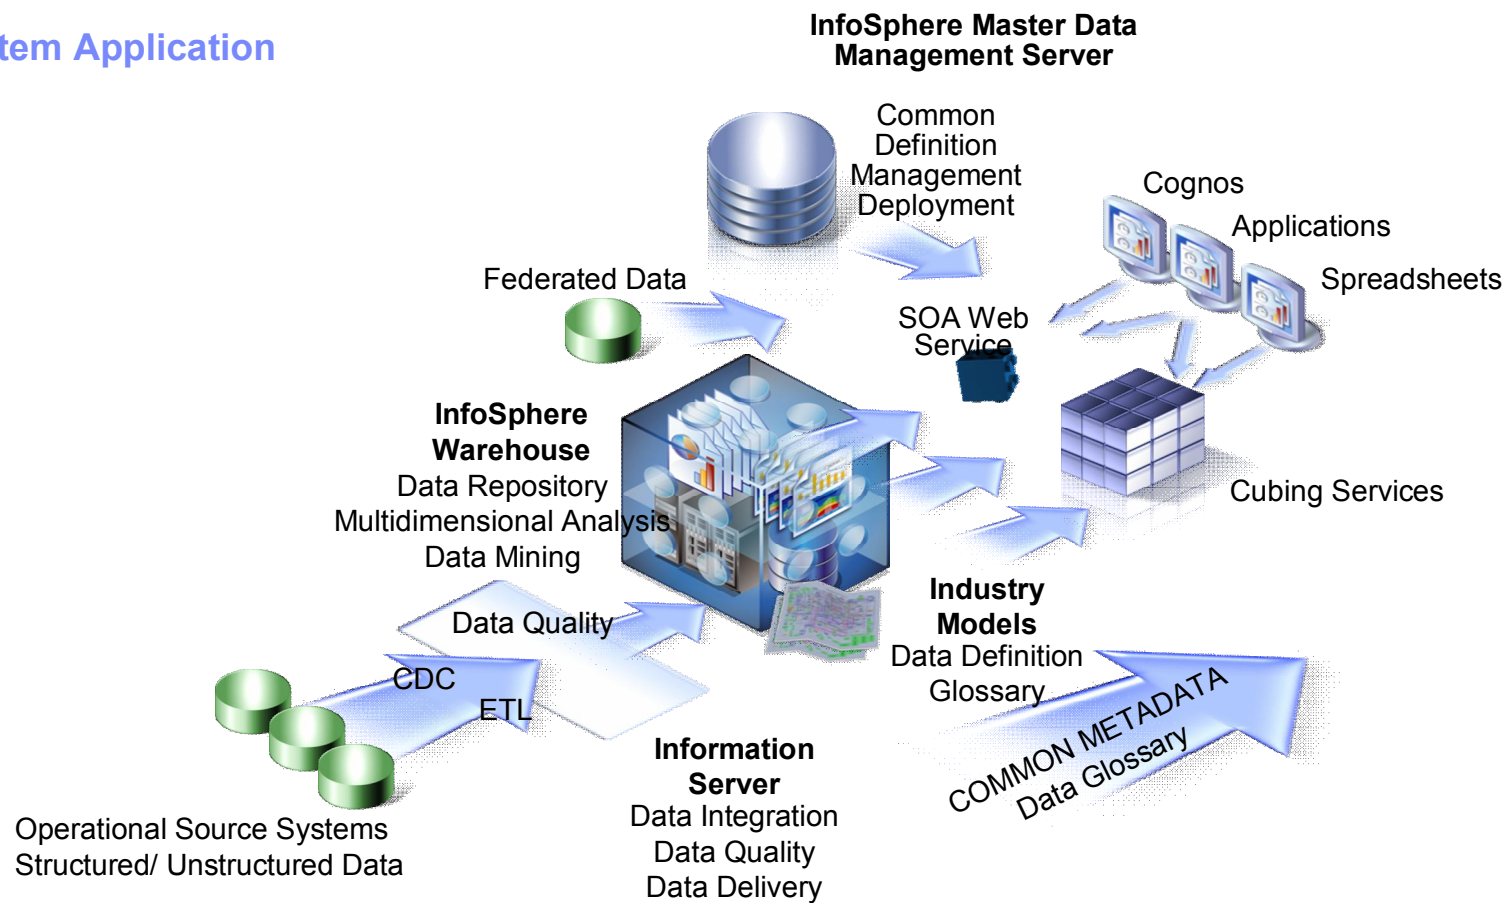 tem Application
InfoSphere Master Data
Management Server
Common
Definition
Management
Deployment
Cognos
Applications
Spreadsheets
Federated Data
SOA Web
Service
InfoSphere
Warehouse
Data Repository
Multidimensional Analysis
Data Mining
Cubing Services
Industry
Models
Data Definition
Glossary
Data Quality
CDC
ETL
COMMON METADATA
Data Glossary
Information
Server
Data Integration
Data Quality
Data Delivery
Operational Source Systems
Structured/ Unstructured Data